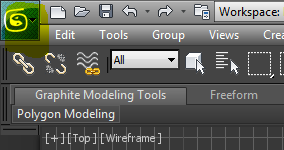 Workspace:
Edit Tools Group Views
All
Graphite Modeling Tools Freeform
Polygon Modeling
[+][Top][Wireframe]